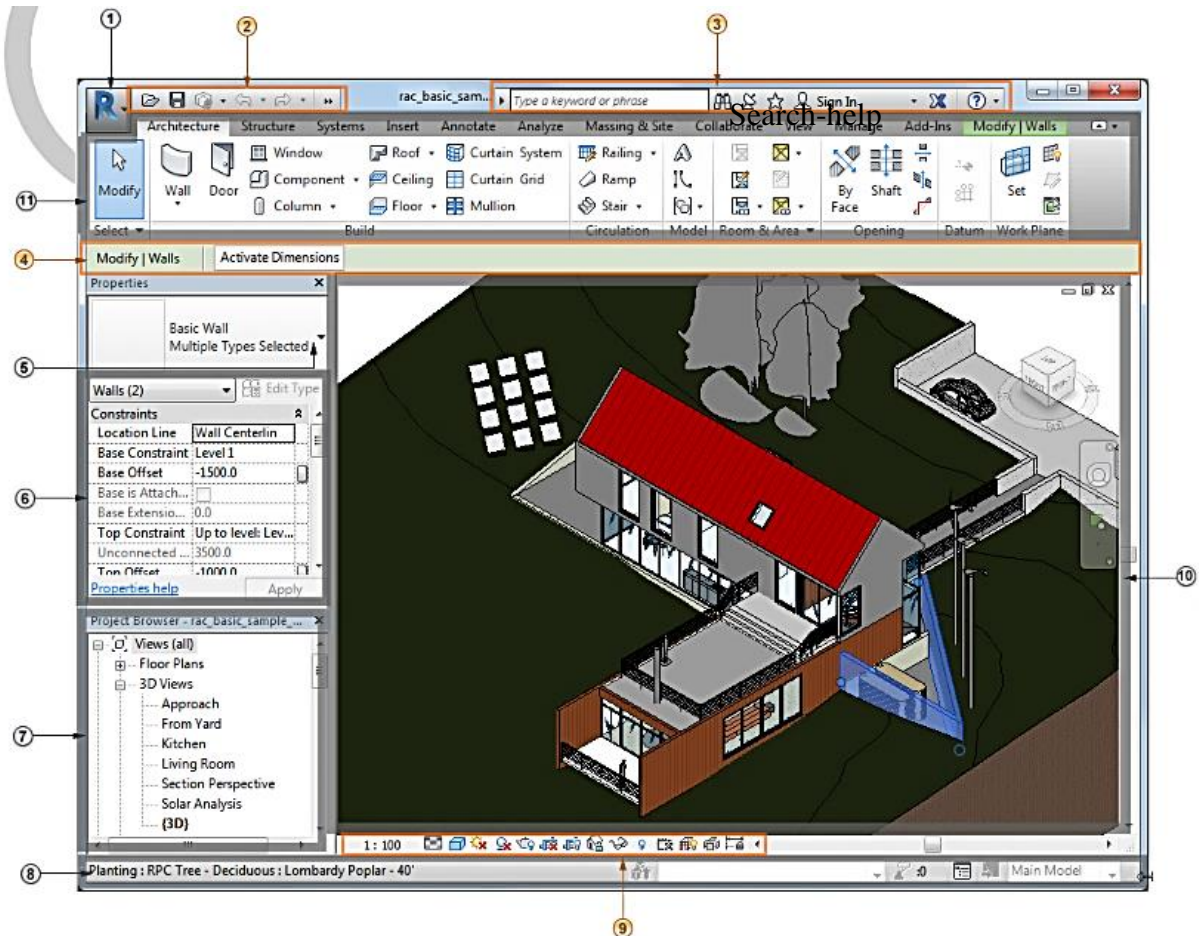 1
2
3
R
rac_basic_sam...
Type a keyword or phrase
Sign In
?
Search-help
Architecture Structure Systems Insert Annotate Analyze Massing & Site Collaborate View Manage Add-Ins Modify | Walls
Modify
Wall
Door
Window
Component
Column
Roof
Ceiling
Floor
Curtain System
Curtain Grid
Mullion
Railing
Ramp
Stair
By
Face
Shaft
Set
11
Select
Build
Circulation
Model
Room & Area
Opening
Datum
Work Plane
4
Modify | Walls
Activate Dimensions
Properties
Basic Wall
Multiple Types Selected
5
Walls (2)
Edit Type
Constraints
Location Line Wall Centerlin
Base Constraint Level 1
Base Offset -1500.0
Base is Attach...
6
Base Extensio... 0.0
Top Constraint Up to level: Lev...
Unconnected ... 3500.0
Top Offset -1000.0
Properties help
Apply
10
Project Browser - rac_basic_sample_...
Views (all)
Floor Plans
3D Views
Approach
From Yard
7
Kitchen
Living Room
Section Perspective
Solar Analysis
{3D}
1 : 100
8
Planting : RPC Tree - Deciduous : Lombardy Poplar - 40'
:0
Main Model
9